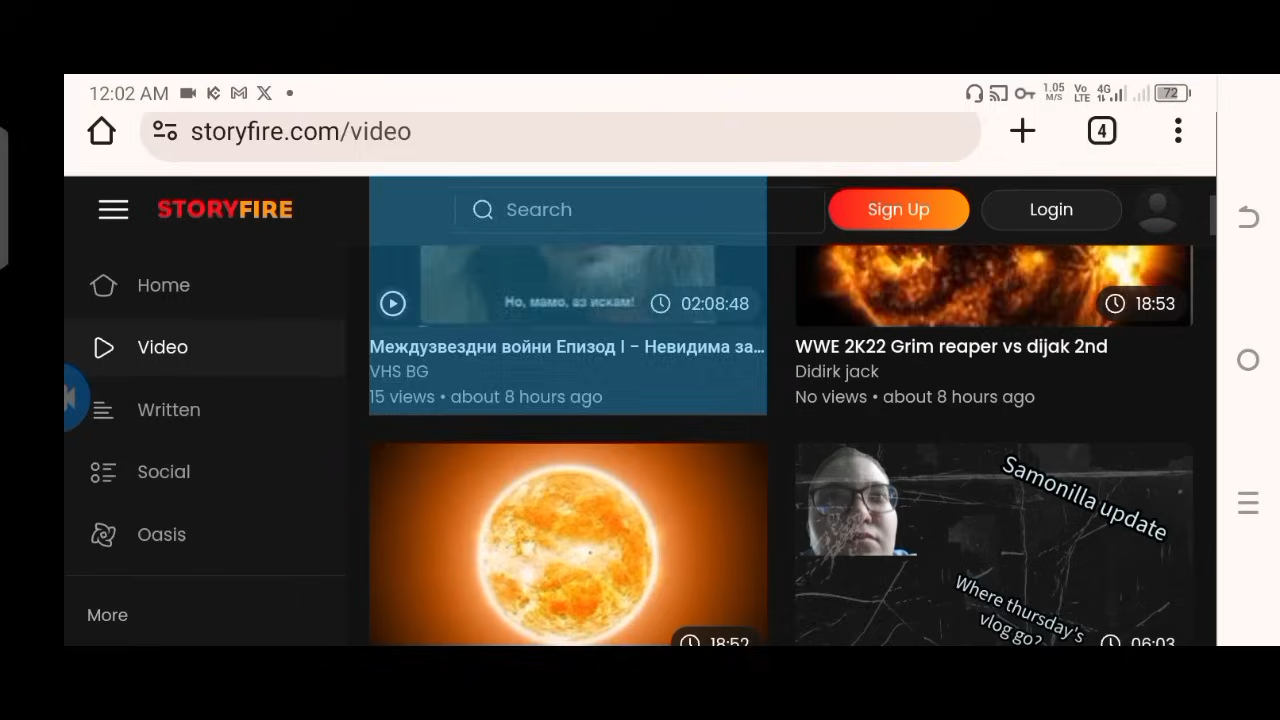 12:02 AM
1.05 M/S Vo LTE 4G 72
storyfire.com/video
4
STORYFIRE
Search
Sign Up
Login
Home
Video
Written
Social
Oasis
More
Но, мамо, аз искам!
02:08:48
Междузвездни войни Епизод I - Невидима за...
VHS BG
15 views • about 8 hours ago
18:53
WWE 2K22 Grim reaper vs dijak 2nd
Didirk jack
No views • about 8 hours ago
18:52
Samonilla update
Where thursday's
vlog go?
06:03